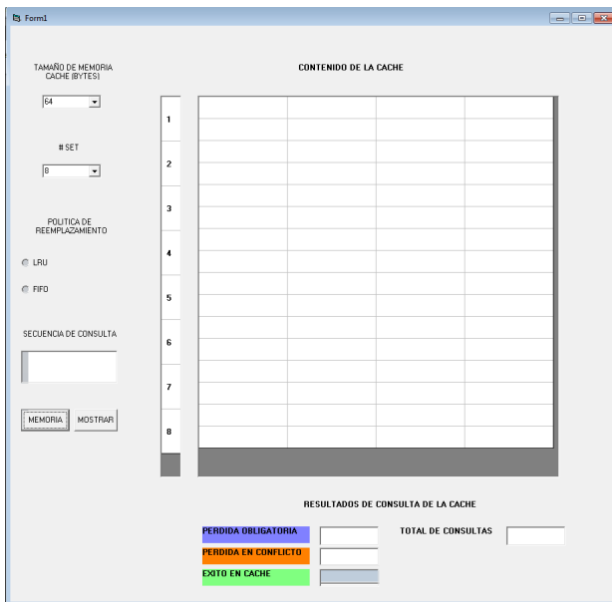 Form1
TAMAÑO DE MEMORIA
CACHE (BYTES)
64
# SET
8
POLITICA DE
REEMPLAZAMIENTO
LRU
FIFO
SECUENCIA DE CONSULTA
MEMORIA
MOSTRAR
CONTENIDO DE LA CACHE
1
2
3
4
5
6
7
8
RESULTADOS DE CONSULTA DE LA CACHE
PERDIDA OBLIGATORIA
TOTAL DE CONSULTAS
PERDIDA EN CONFLICTO
EXITO EN CACHE